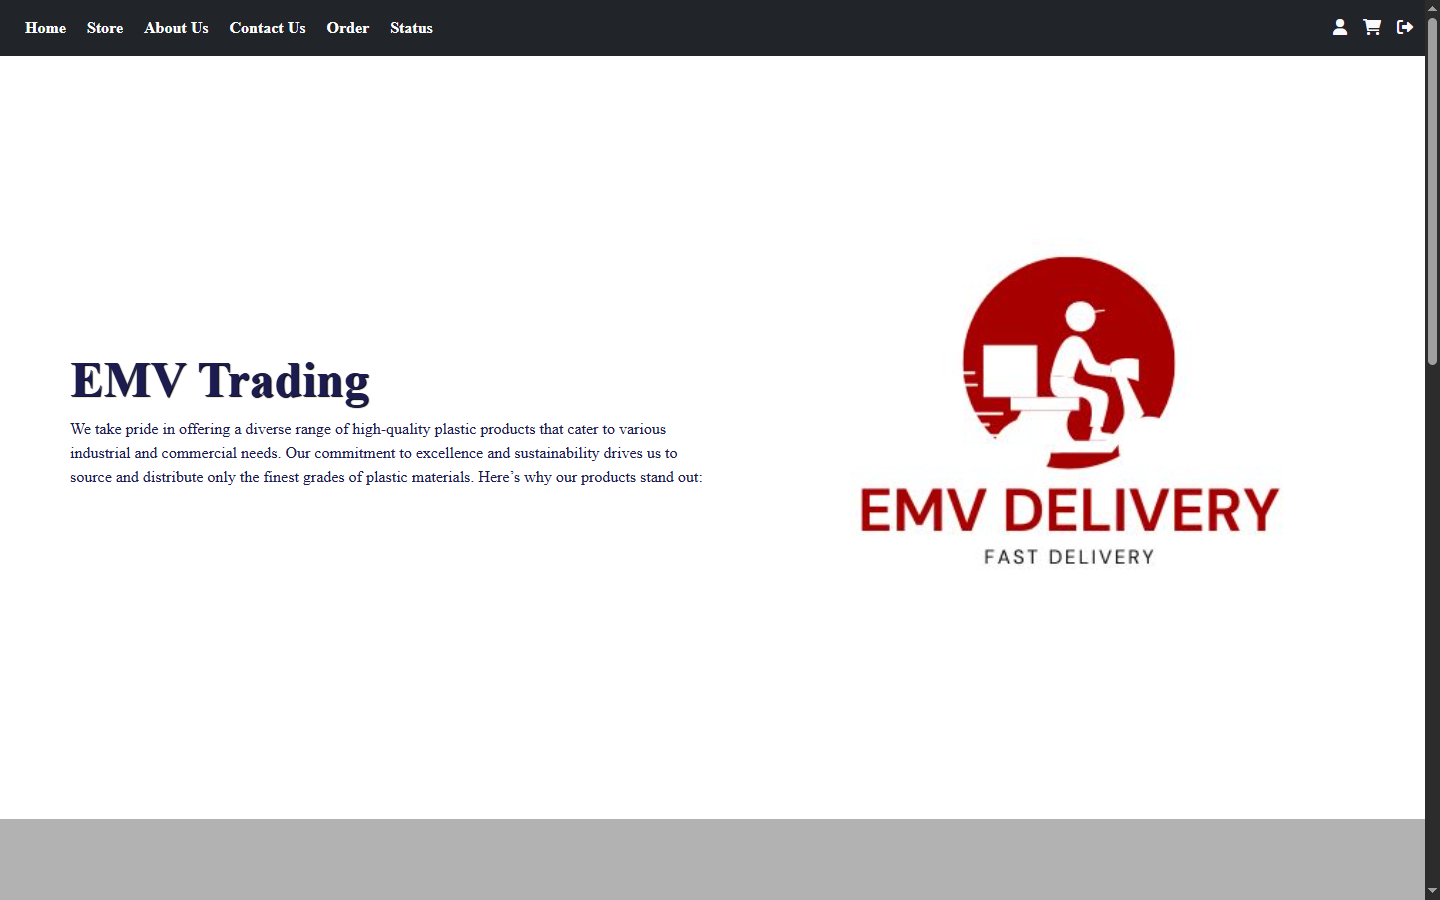 Home Store About Us Contact Us Order Status
EMV Trading
We take pride in offering a diverse range of high-quality plastic products that cater to various
industrial and commercial needs. Our commitment to excellence and sustainability drives us to
source and distribute only the finest grades of plastic materials. Here’s why our products stand out:
EMV DELIVERY
FAST DELIVERY